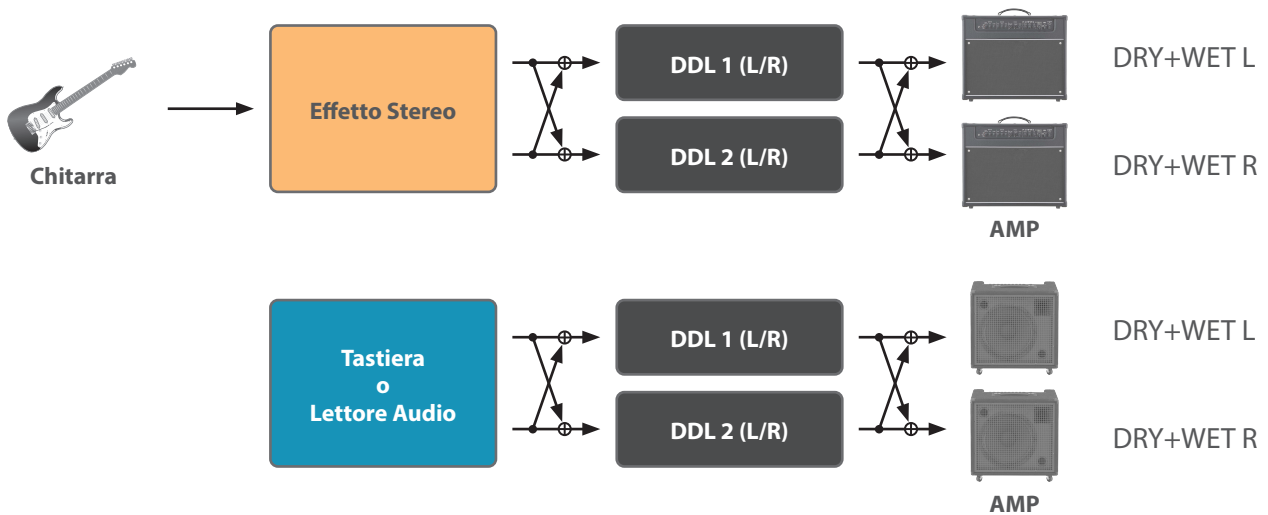 Chitarra
Effetto Stereo
DDL 1 (L/R)
DDL 2 (L/R)
DRY+WET L
DRY+WET R
AMP
Tastiera
o
Lettore Audio
DDL 1 (L/R)
DDL 2 (L/R)
DRY+WET L
DRY+WET R
AMP